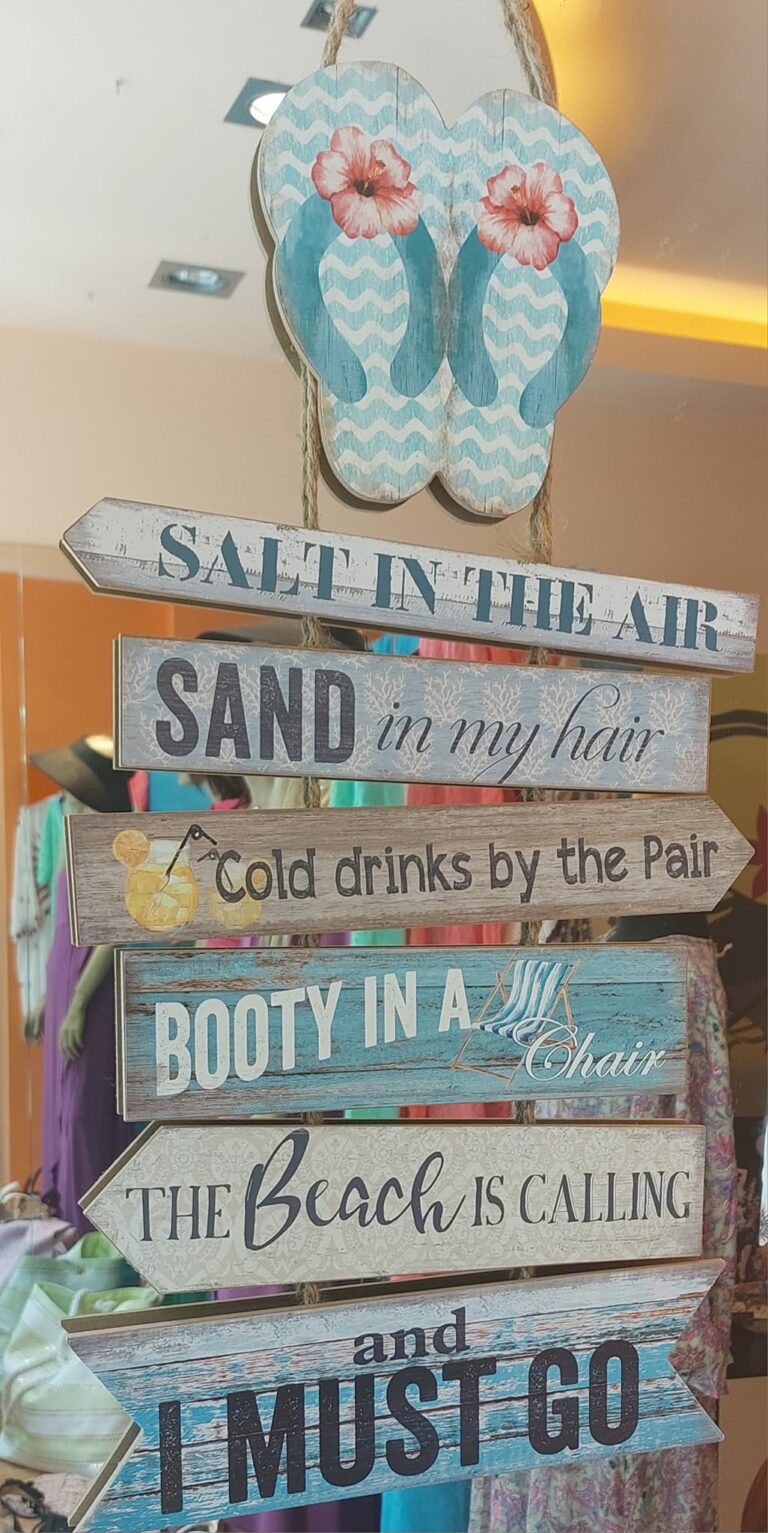 SALT IN THE AIR
SAND in my hair
Cold drinks by the Pair
BOOTY IN A Chair
THE Beach IS CALLING
and
I MUST GO